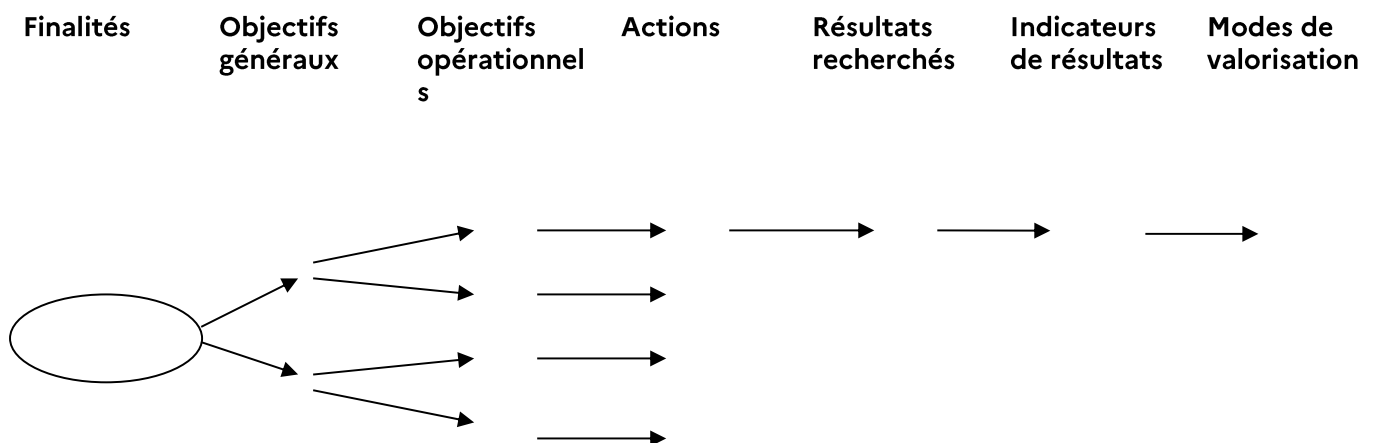 Finalités
Objectifs
généraux
Objectifs
opérationnel
s
Actions
Résultats
recherchés
Indicateurs
de résultats
Modes de
valorisation